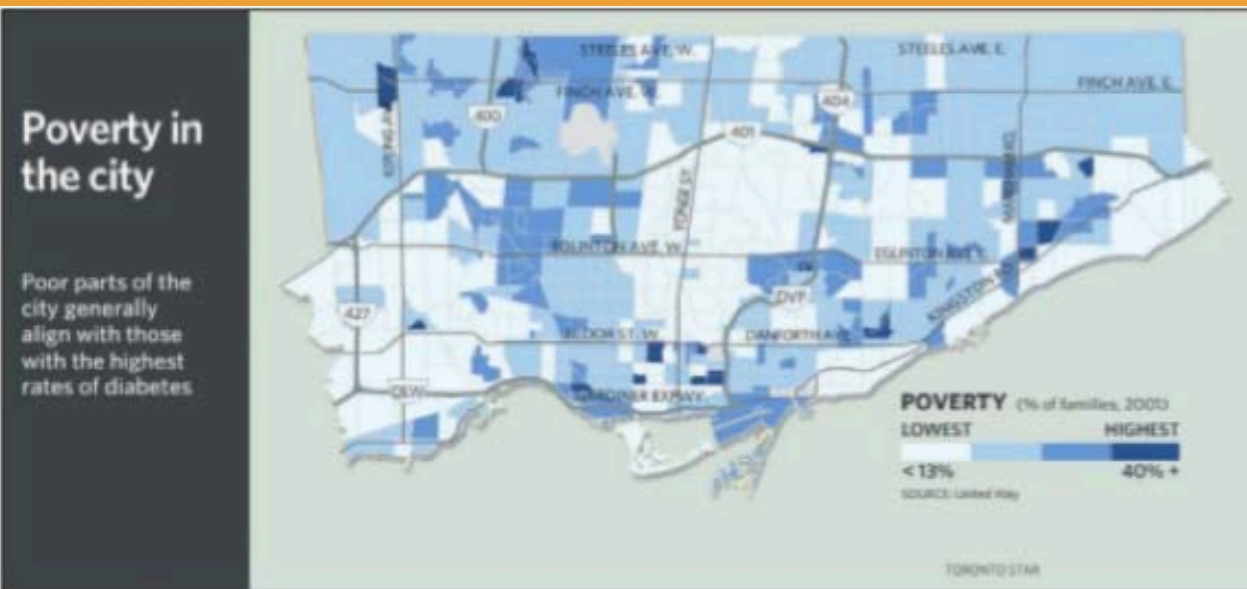 Poverty in
the city
Poor parts of the
city generally
align with those
with the highest
rates of diabetes
STEELES AVE. W.
STEELES AVE. E.
FINCH AVE. W.
FINCH AVE. E.
400
404
401
YONGE ST.
EGLINTON AVE. W.
EGLINTON AVE. E.
KINGSTON RD.
427
DVP
BLOOR ST. W.
DANFORTH AVE.
QEW
GARDINER EXPWY.
POVERTY (% of families, 2001)
LOWEST HIGHEST
<13% 40% +
SOURCE: United Way
TORONTO STAR